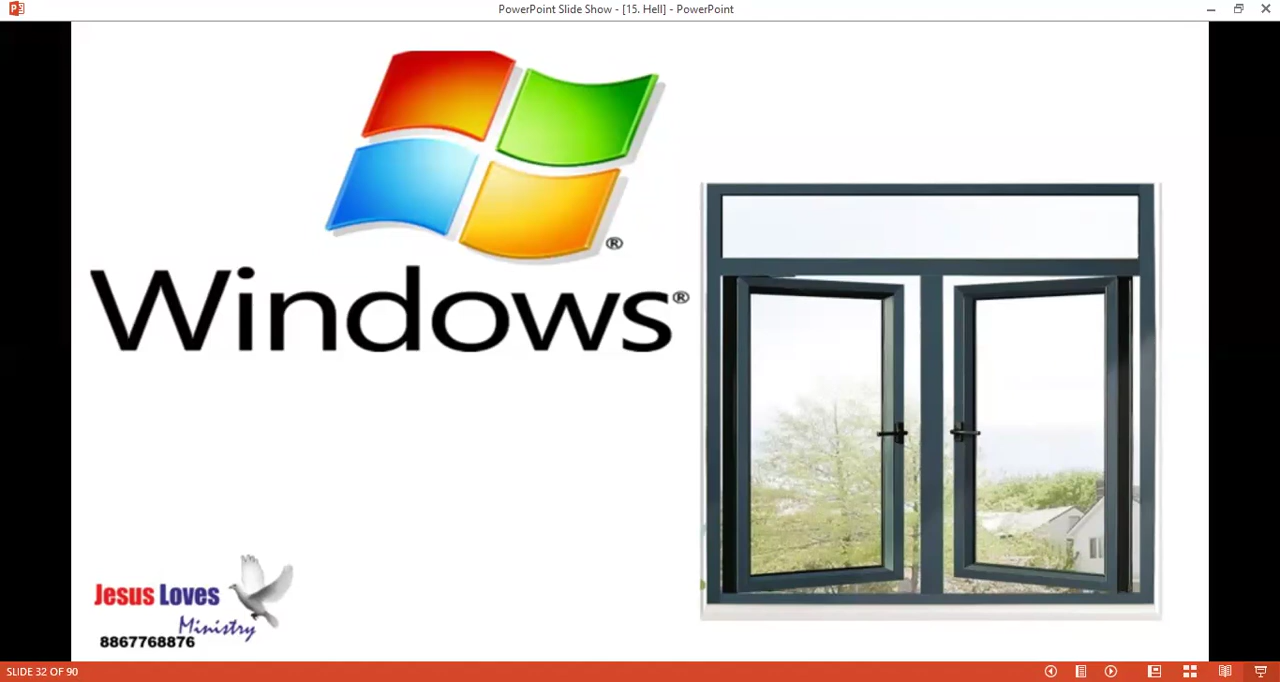 PowerPoint Slide Show - [15. Hell] - PowerPoint
®
Windows®
Jesus Loves
Ministry
8867768876
SLIDE 32 OF 90